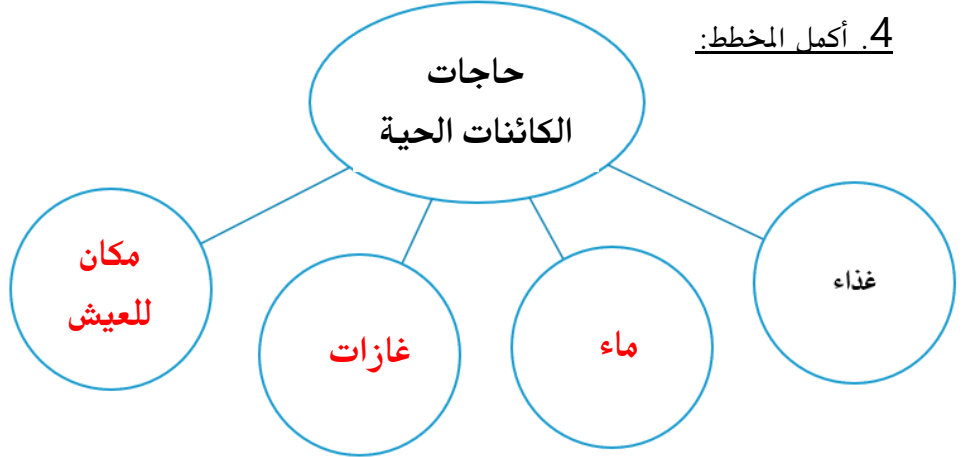 4. أكمل المخطط:
حاجات
الكائنات الحية
غذاء
ماء
غازات
مكان
للعيش